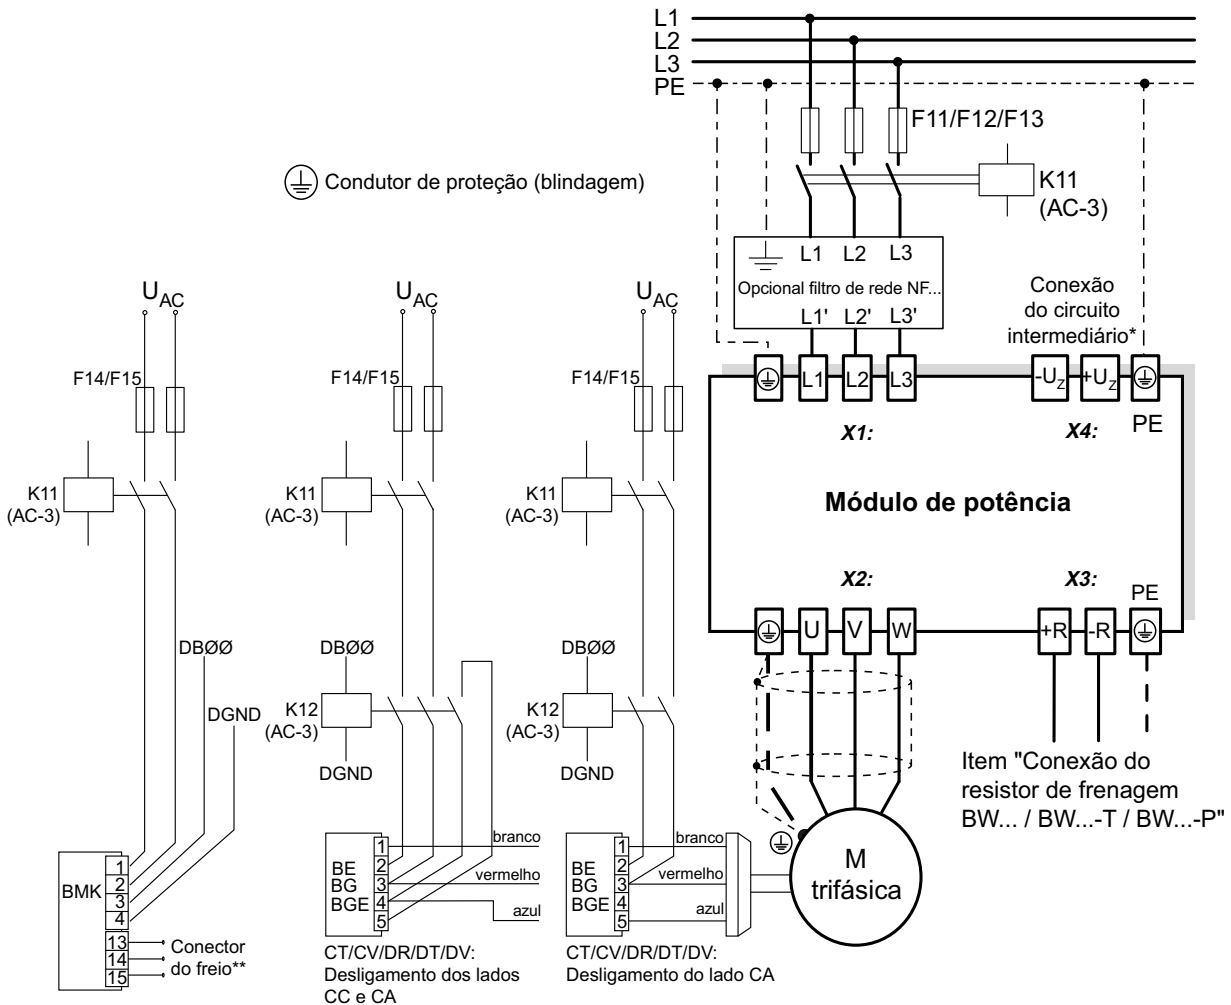 L1
L2
L3
PE
F11/F12/F13
Condutor de proteção (blindagem)
K11
(AC-3)
L1 L2 L3
Opcional filtro de rede NF...
L1' L2' L3'
Conexão
do circuito
intermediário*
L1 L2 L3
-UZ +UZ
X1:
X4:
PE
Módulo de potência
X2:
X3:
PE
U V W
+R -R
Item "Conexão do
resistor de frenagem
BW... / BW...-T / BW...-P"
M
trifásica
UAC
F14/F15
K11
(AC-3)
DBØØ
DGND
BMK
1
2
3
4
13
14
15
Conector
do freio**
UAC
F14/F15
K11
(AC-3)
DBØØ
K12
(AC-3)
DGND
BE
BG
BGE
1
2
3
4
5
branco
vermelho
azul
CT/CV/DR/DT/DV:
Desligamento dos lados
CC e CA
UAC
F14/F15
K11
(AC-3)
DBØØ
K12
(AC-3)
DGND
BE
BG
BGE
1
2
3
4
5
branco
vermelho
azul
CT/CV/DR/DT/DV:
Desligamento do lado CA